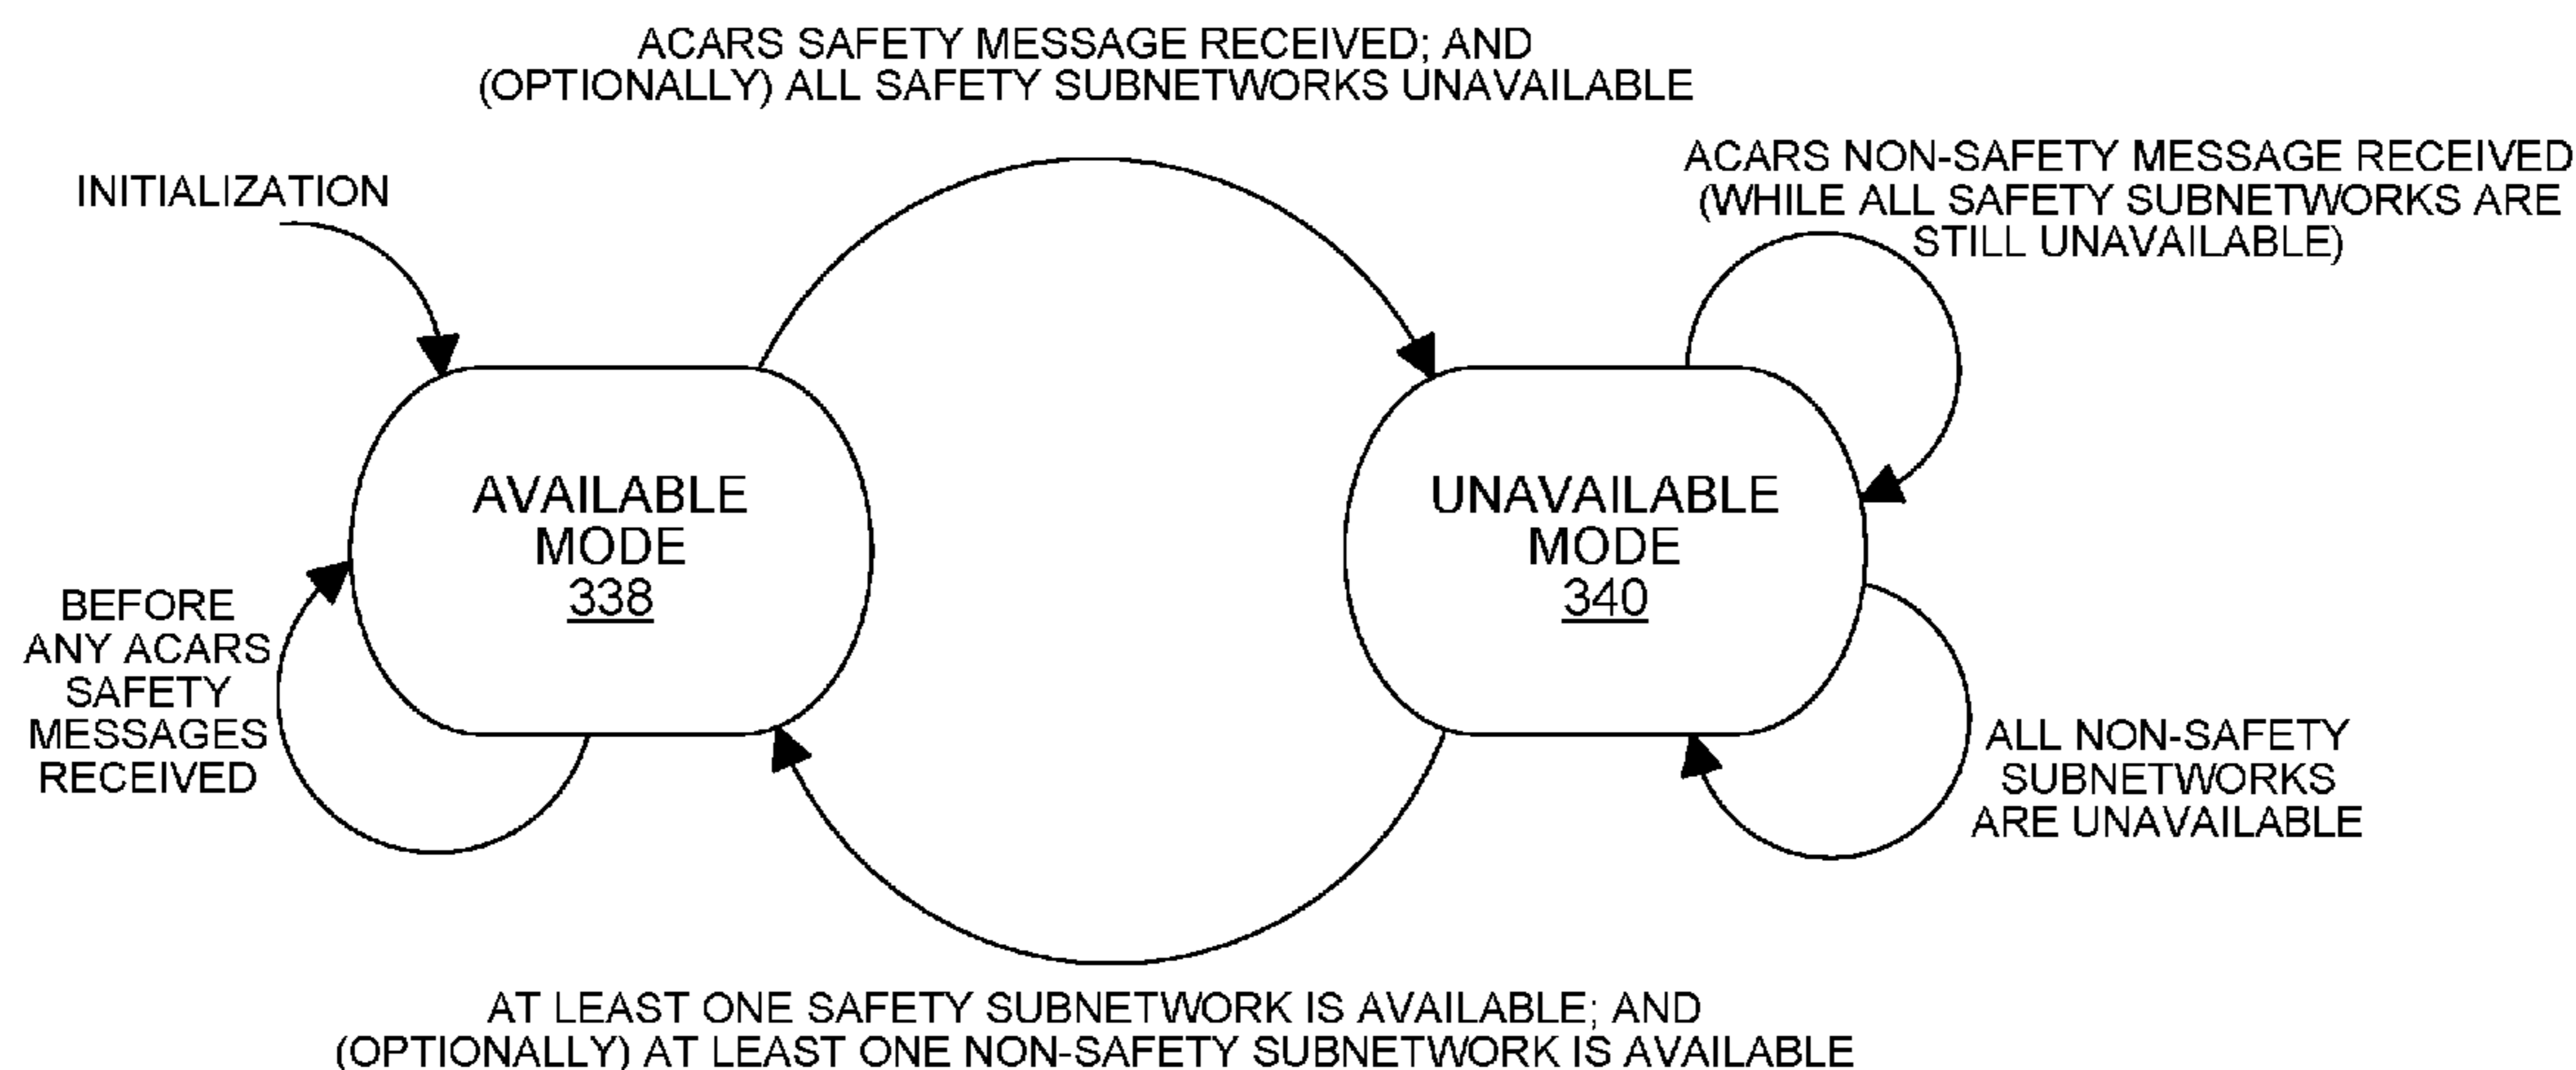 ACARS SAFETY MESSAGE RECEIVED; AND
(OPTIONALLY) ALL SAFETY SUBNETWORKS UNAVAILABLE
INITIALIZATION
ACARS NON-SAFETY MESSAGE RECEIVED
(WHILE ALL SAFETY SUBNETWORKS ARE
STILL UNAVAILABLE)
AVAILABLE
MODE
338
UNAVAILABLE
MODE
340
BEFORE
ANY ACARS
SAFETY
MESSAGES
RECEIVED
ALL NON-SAFETY
SUBNETWORKS
ARE UNAVAILABLE
AT LEAST ONE SAFETY SUBNETWORK IS AVAILABLE; AND
(OPTIONALLY) AT LEAST ONE NON-SAFETY SUBNETWORK IS AVAILABLE